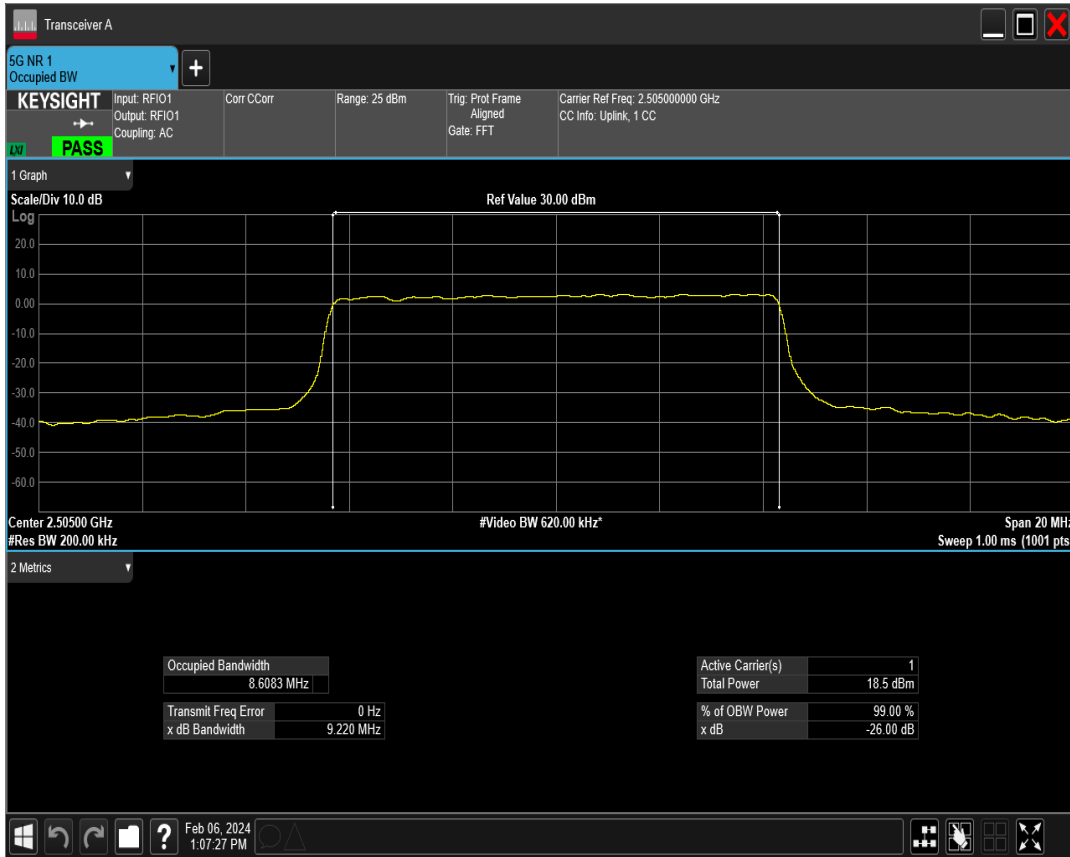 Transceiver A
5G NR 1
Occupied BW
KEYSIGHT
LXI
PASS
Input: RFIO1
Output: RFIO1
Coupling: AC
Corr CCorr
Range: 25 dBm
Trig: Prot Frame
Aligned
Gate: FFT
Carrier Ref Freq: 2.505000000 GHz
CC Info: Uplink, 1 CC
1 Graph
Scale/Div 10.0 dB
Ref Value 30.00 dBm
Log
20.0
10.0
0.00
-10.0
-20.0
-30.0
-40.0
-50.0
-60.0
Center 2.50500 GHz
#Video BW 620.00 kHz*
Span 20 MHz
#Res BW 200.00 kHz
Sweep 1.00 ms (1001 pts
2 Metrics
Occupied Bandwidth
8.6083 MHz
Transmit Freq Error 0 Hz
x dB Bandwidth 9.220 MHz
Active Carrier(s) 1
Total Power 18.5 dBm
% of OBW Power 99.00 %
x dB -26.00 dB
?
Feb 06, 2024
1:07:27 PM